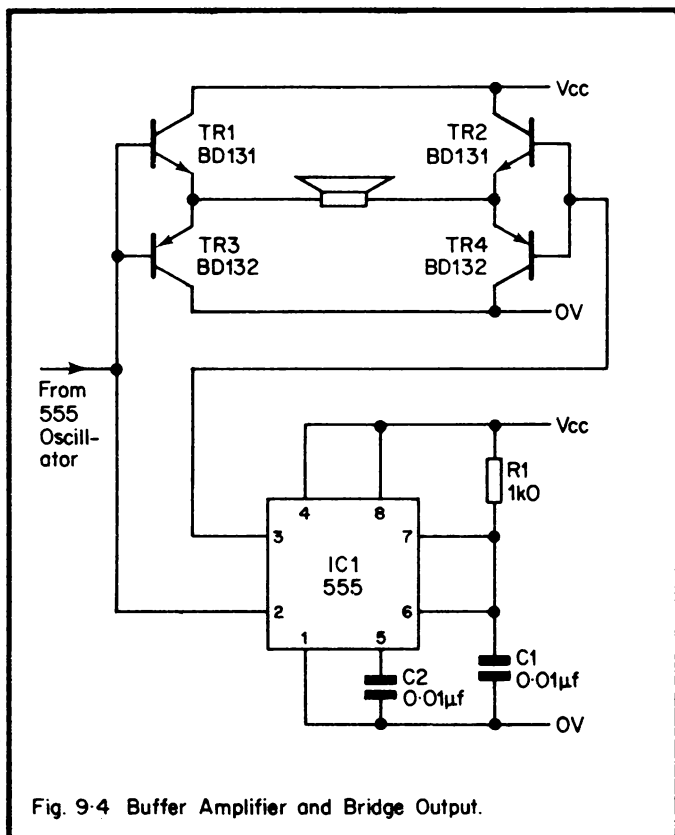 Vcc
TR1
BD131
TR2
BD131
TR3
BD132
TR4
BD132
0V
From
555
Oscill-
ator
Vcc
R1
1k0
4
8
3
7
IC1
555
2
6
1
5
C2
0·01µf
C1
0·01µf
0V
Fig. 9·4 Buffer Amplifier and Bridge Output.